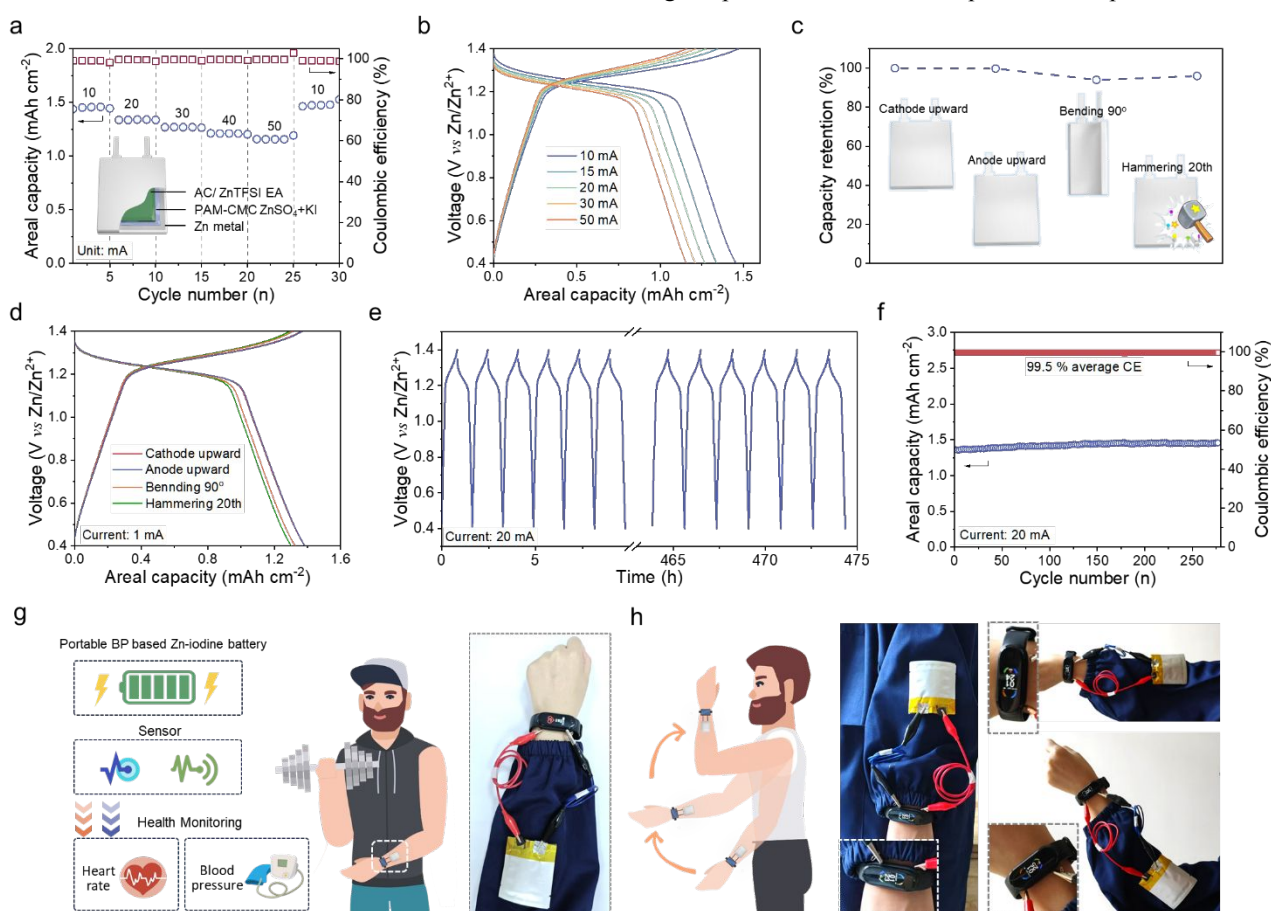 a
Areal capacity (mAh cm⁻²)
2.0
1.5
1.0
0.5
0.0
10
20
30
40
50
10
AC/ ZnTFSI EA
PAM-CMC ZnSO₄+KI
Zn metal
Unit: mA
5
10
15
20
25
30
Cycle number (n)
100
80
60
40
20
0
Coulombic efficiency (%)
b
Voltage (V vs Zn/Zn²⁺)
1.4
1.2
1.0
0.8
0.6
0.4
10 mA
15 mA
20 mA
30 mA
50 mA
0.0
0.5
1.0
1.5
Areal capacity (mAh cm⁻²)
c
Capacity retention (%)
100
80
60
40
20
0
Cathode upward
Anode upward
Bending 90°
Hammering 20th
d
Voltage (V vs Zn/Zn²⁺)
1.4
1.2
1.0
0.8
0.6
0.4
Cathode upward
Anode upward
Bennding 90°
Hammering 20th
Current: 1 mA
0.0
0.4
0.8
1.2
1.6
Areal capacity (mAh cm⁻²)
e
Voltage (V vs Zn/Zn²⁺)
1.4
1.2
1.0
0.8
0.6
0.4
Current: 20 mA
0
5
465
470
475
Time (h)
f
Areal capacity (mAh cm⁻²)
3.0
2.5
2.0
1.5
1.0
0.5
0.0
99.5 % average CE
Current: 20 mA
0
50
100
150
200
250
Cycle number (n)
100
80
60
40
20
0
Coulombic efficiency (%)
g
Portable BP based Zn-iodine battery
Sensor
Health Monitoring
Heart
rate
Blood
pressure
h